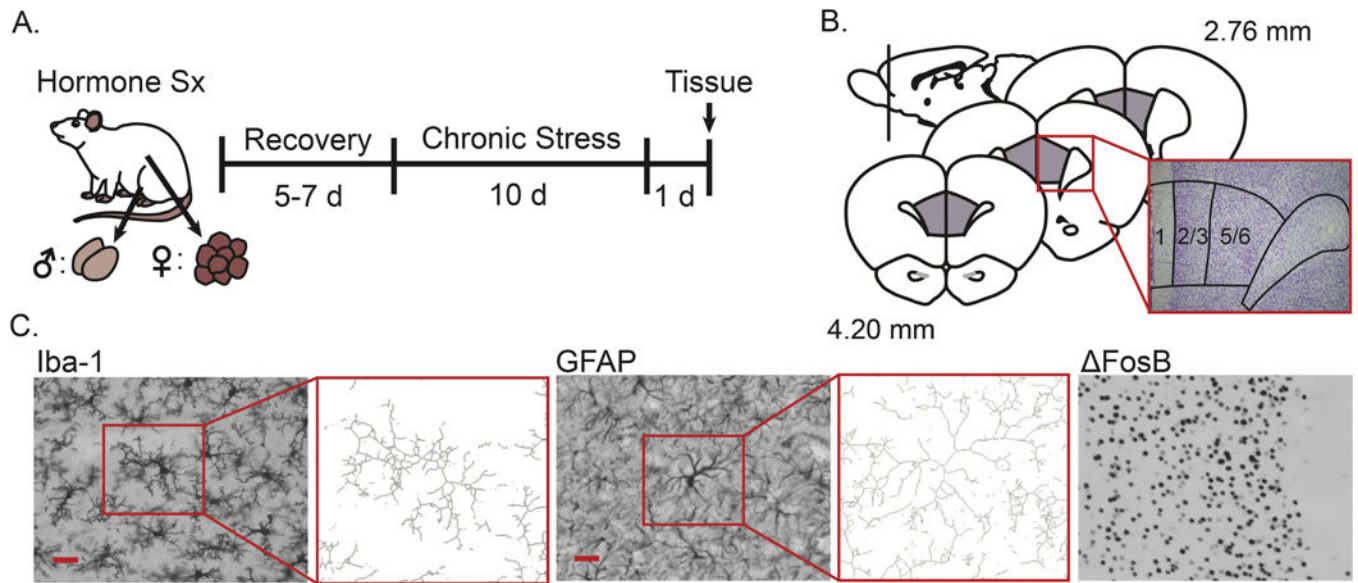 A.
Hormone Sx
Recovery
5-7 d
Chronic Stress
10 d
1 d
Tissue
♂:
♀:
B.
2.76 mm
1 2/3 5/6
4.20 mm
C.
Iba-1
GFAP
ΔFosB